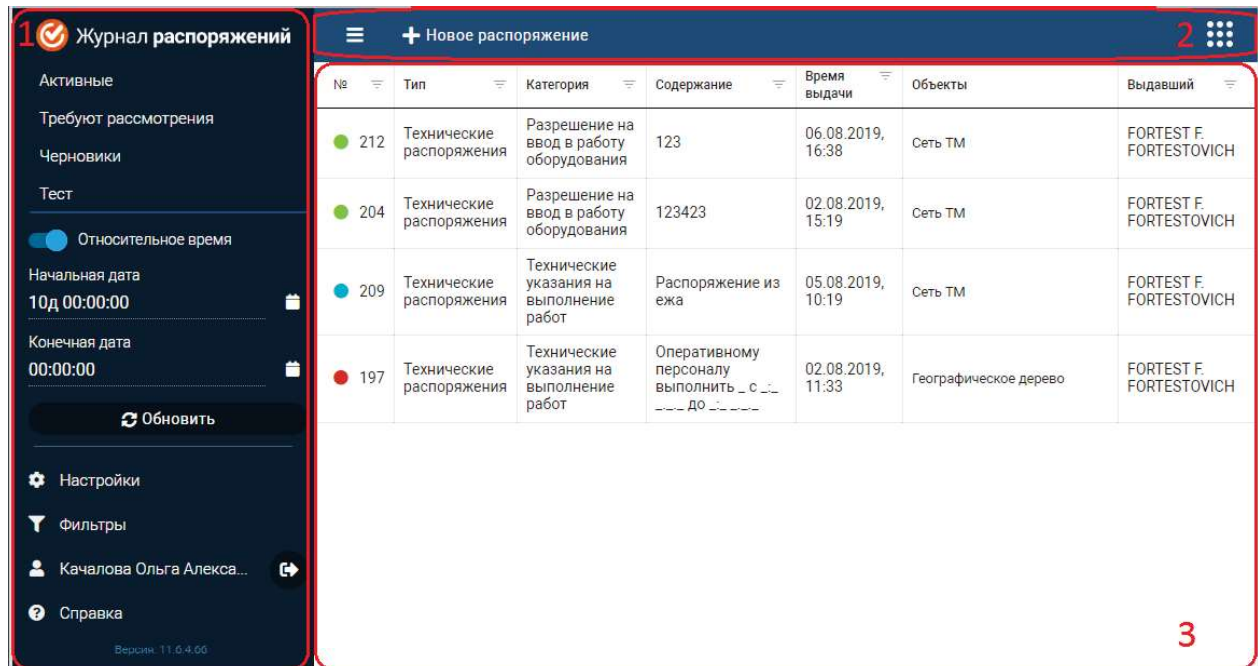 1
Журнал распоряжений
Активные
Требуют рассмотрения
Черновики
Тест
Относительное время
Начальная дата
10д 00:00:00
Конечная дата
00:00:00
Обновить
Настройки
Фильтры
Качалова Ольга Алекса...
Справка
Версия: 11.6.4.66
+ Новое распоряжение
2
№ Тип Категория Содержание Время выдачи Объекты Выдавший
212 Технические распоряжения Разрешение на ввод в работу оборудования 123 06.08.2019, 16:38 Сеть ТМ FORTEST F. FORTESTOVICH
204 Технические распоряжения Разрешение на ввод в работу оборудования 123423 02.08.2019, 15:19 Сеть ТМ FORTEST F. FORTESTOVICH
209 Технические распоряжения Технические указания на выполнение работ Распоряжение из ежа 05.08.2019, 10:19 Сеть ТМ FORTEST F. FORTESTOVICH
197 Технические распоряжения Технические указания на выполнение работ Оперативному персоналу выполнить _ с _:_ _._._ до _:_ _._._ 02.08.2019, 11:33 Географическое дерево FORTEST F. FORTESTOVICH
3